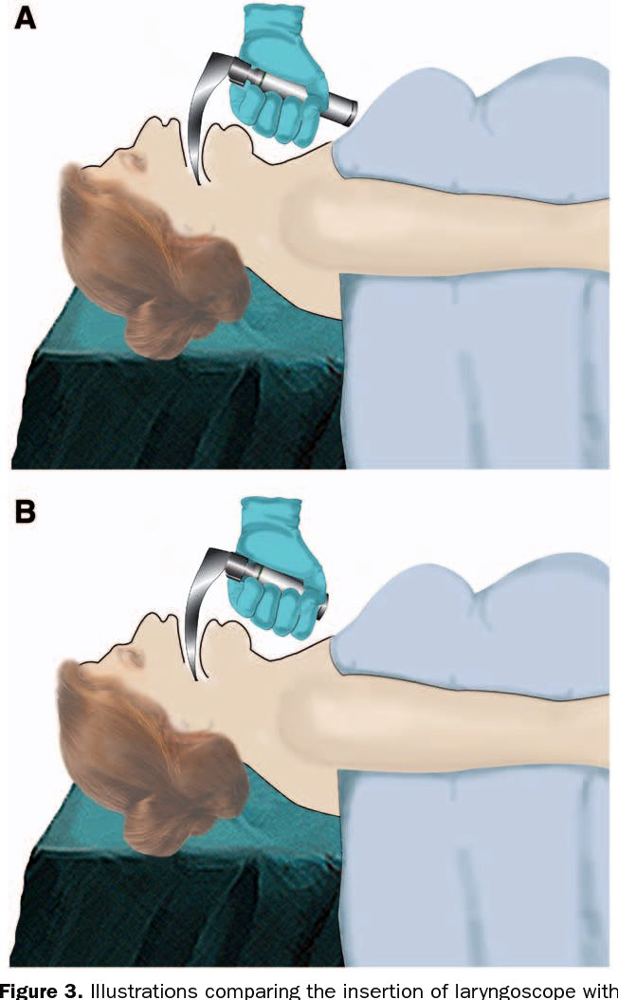 A
B
Figure 3. Illustrations comparing the insertion of laryngoscope with